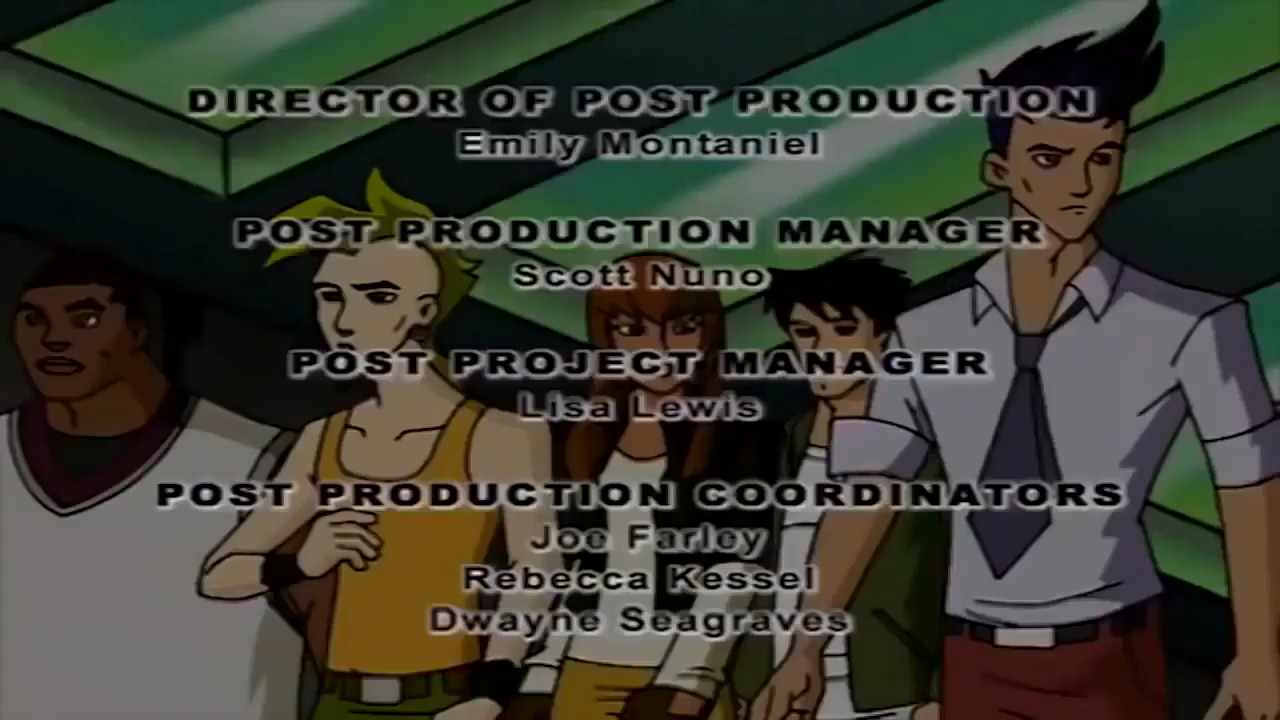 DIRECTOR OF POST PRODUCTION
Emily Montaniel
POST PRODUCTION MANAGER
Scott Nuno
POST PROJECT MANAGER
Lisa Lewis
POST PRODUCTION COORDINATORS
Joe Farley
Rebecca Kessel
Dwayne Seagraves